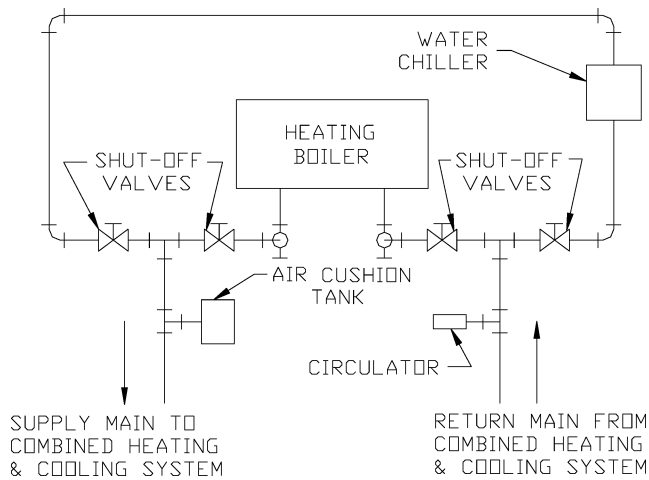 WATER
CHILLER
HEATING
BOILER
SHUT-OFF
VALVES
SHUT-OFF
VALVES
AIR CUSHION
TANK
CIRCULATOR
SUPPLY MAIN TO
COMBINED HEATING
& COOLING SYSTEM
RETURN MAIN FROM
COMBINED HEATING
& COOLING SYSTEM